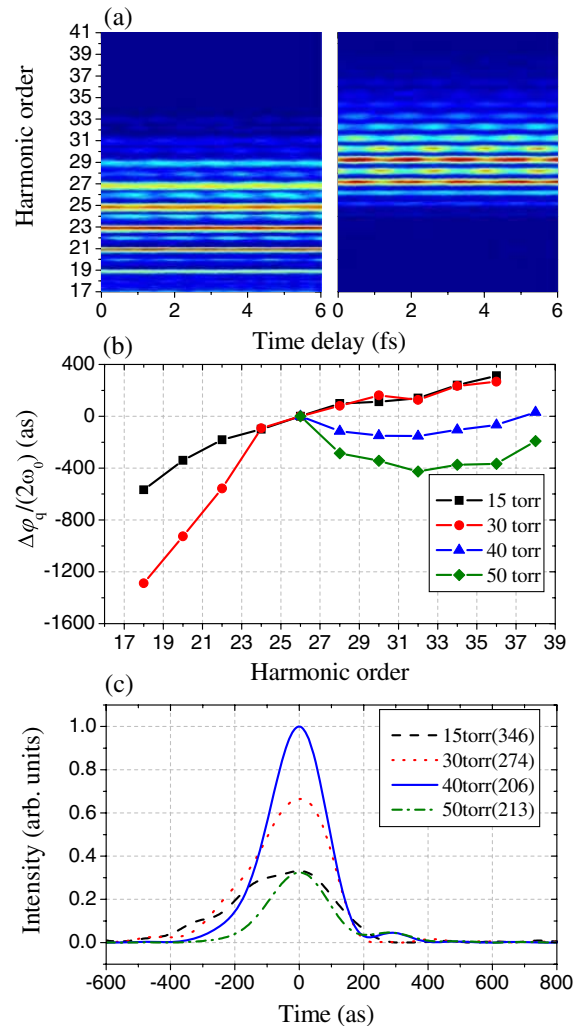 (a)
Harmonic order
41
39
37
35
33
31
29
27
25
23
21
19
17
0 2 4 6 0 2 4 6
Time delay (fs)
(b)
Δφq/(2ω0) (as)
400
0
-400
-800
-1200
-1600
15 torr
30 torr
40 torr
50 torr
17 19 21 23 25 27 29 31 33 35 37 39
Harmonic order
(c)
Intensity (arb. units)
1.0
0.8
0.6
0.4
0.2
0.0
15torr(346)
30torr(274)
40torr(206)
50torr(213)
-600 -400 -200 0 200 400 600 800
Time (as)